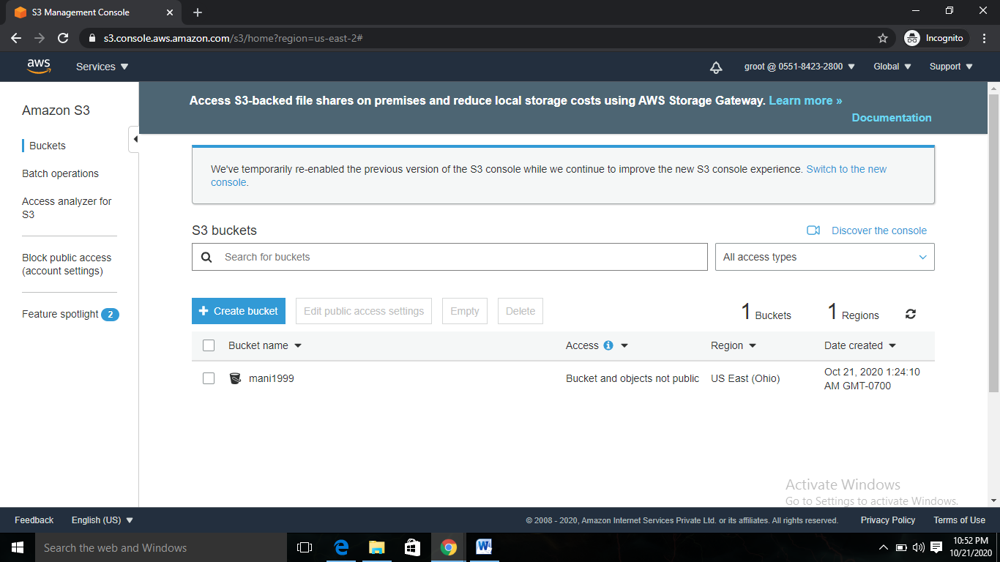 S3 Management Console
s3.console.aws.amazon.com/s3/home?region=us-east-2#
Incognito
aws
Services
groot @ 0551-8423-2800
Global
Support
Amazon S3
Buckets
Batch operations
Access analyzer for
S3
Block public access
(account settings)
Feature spotlight 2
Access S3-backed file shares on premises and reduce local storage costs using AWS Storage Gateway. Learn more »
Documentation
We've temporarily re-enabled the previous version of the S3 console while we continue to improve the new S3 console experience. Switch to the new
console.
S3 buckets
Discover the console
Search for buckets
All access types
+ Create bucket
Edit public access settings
Empty
Delete
1 Buckets
1 Regions
Bucket name
Access
Region
Date created
mani1999
Bucket and objects not public
US East (Ohio)
Oct 21, 2020 1:24:10
AM GMT-0700
Activate Windows
Go to Settings to activate Windows.
Feedback
English (US)
© 2008 - 2020, Amazon Internet Services Private Ltd. or its affiliates. All rights reserved.
Privacy Policy
Terms of Use
Search the web and Windows
10:52 PM
10/21/2020